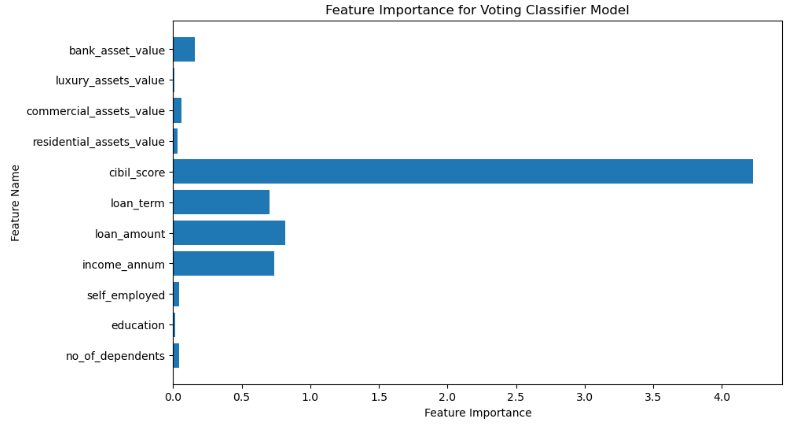 Feature Importance for Voting Classifier Model
bank_asset_value
luxury_assets_value
commercial_assets_value
residential_assets_value
cibil_score
loan_term
loan_amount
income_annum
self_employed
education
no_of_dependents
Feature Name
0.0 0.5 1.0 1.5 2.0 2.5 3.0 3.5 4.0
Feature Importance